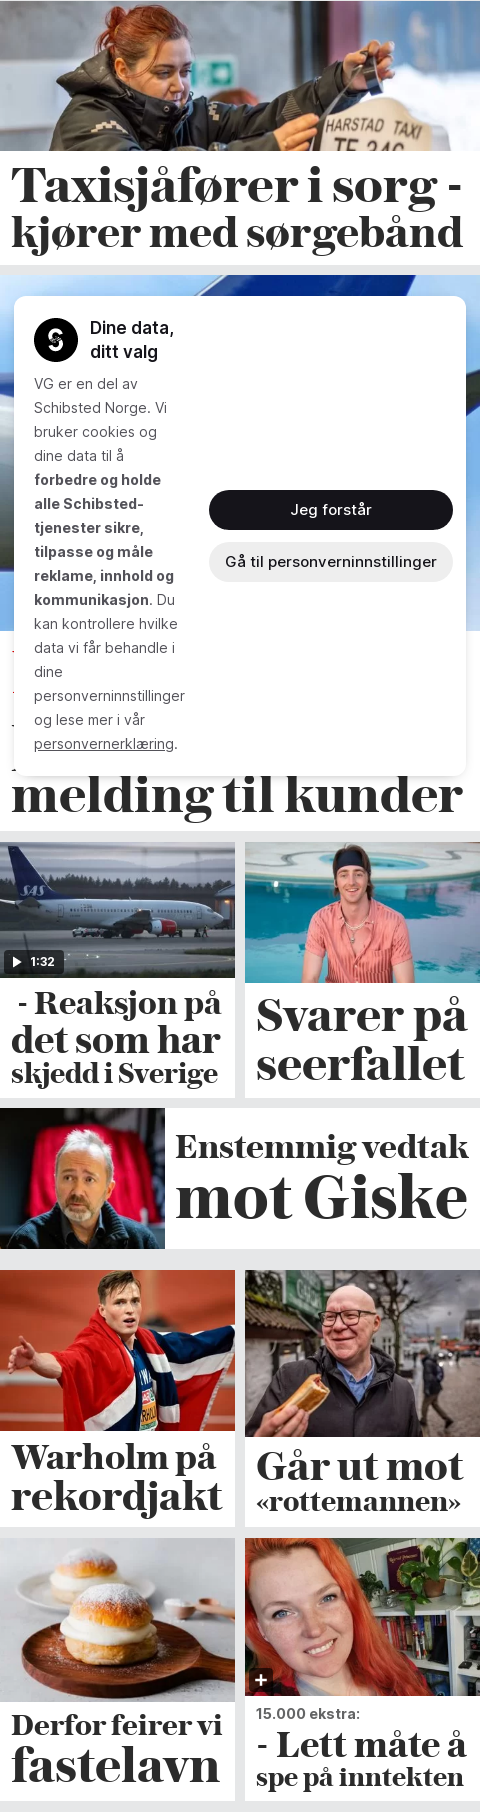 HARSTAD TAXI
TF 246
Taxisjåfører i sorg -
kjører med sørgebånd
Dine data,
ditt valg
VG er en del av
Schibsted Norge. Vi
bruker cookies og
dine data til å
forbedre og holde
alle Schibsted-
tjenester sikre,
tilpasse og måle
reklame, innhold og
kommunikasjon. Du
kan kontrollere hvilke
data vi får behandle i
dine
personverninnstillinger
og lese mer i vår
personvernerklæring.
Jeg forstår
Gå til personverninnstillinger
melding til kunder
SAS
1:32
- Reaksjon på
det som har
skjedd i Sverige
Svarer på
seerfallet
Enstemmig vedtak
mot Giske
Warholm på
rekordjakt
Går ut mot
«rottemannen»
Derfor feirer vi
fastelavn
15.000 ekstra:
- Lett måte å
spe på inntekten